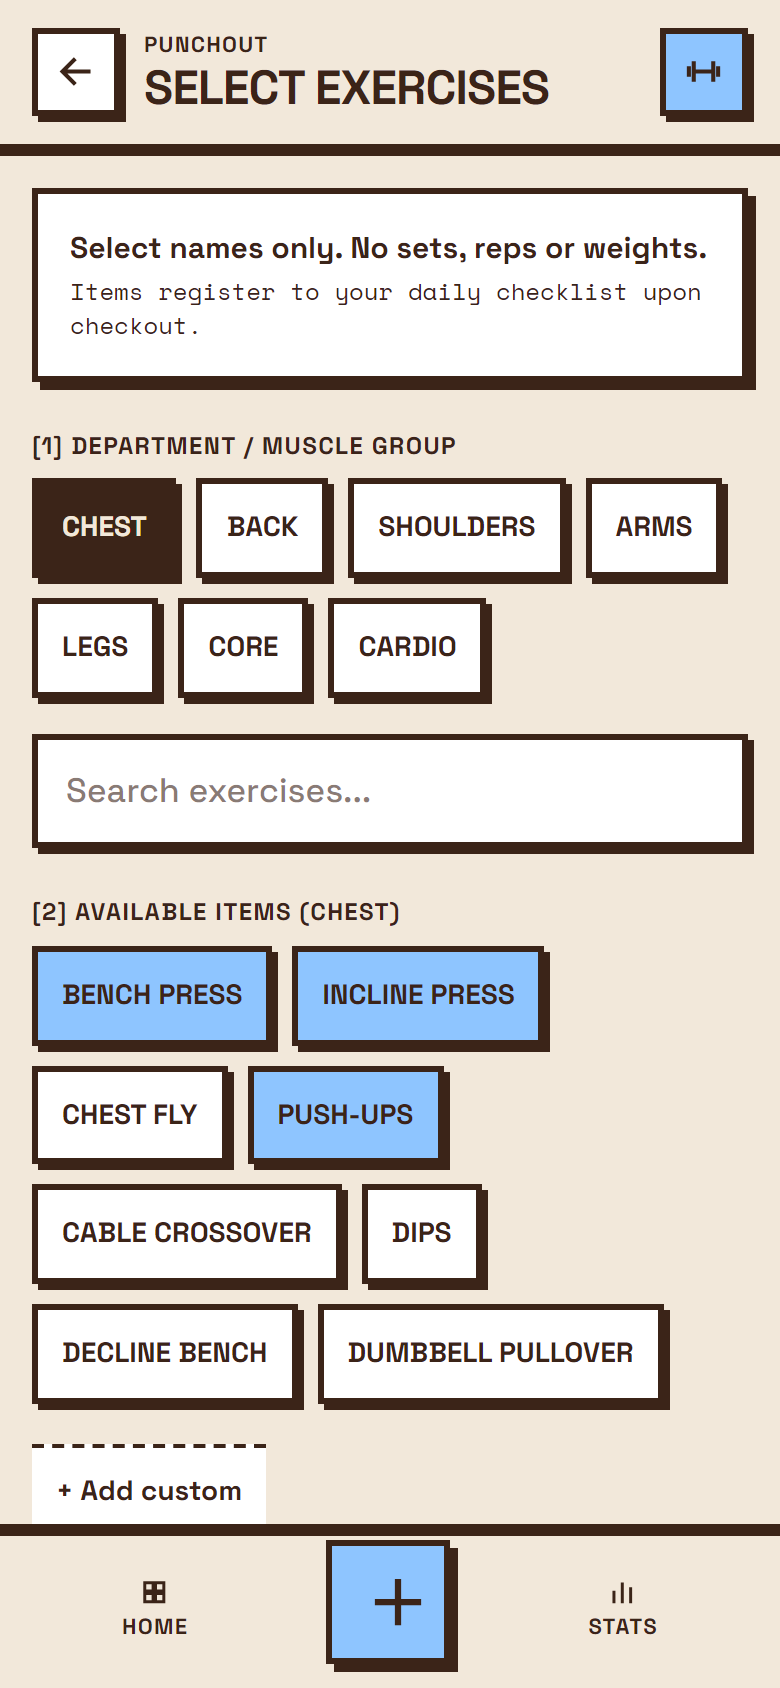 PUNCHOUT
SELECT EXERCISES
Select names only. No sets, reps or weights.
Items register to your daily checklist upon
checkout.
[1] DEPARTMENT / MUSCLE GROUP
CHEST BACK SHOULDERS ARMS
LEGS CORE CARDIO
Search exercises...
[2] AVAILABLE ITEMS (CHEST)
BENCH PRESS INCLINE PRESS
CHEST FLY PUSH-UPS
CABLE CROSSOVER DIPS
DECLINE BENCH DUMBBELL PULLOVER
+ Add custom
HOME STATS